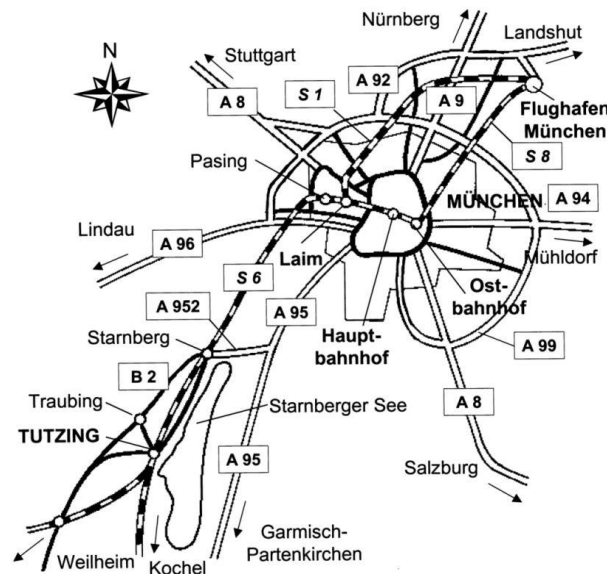 Nürnberg
N
Landshut
Stuttgart
A 92
S 1
A 9
A 8
Flughafen
München
S 8
Pasing
MÜNCHEN
A 94
Lindau
A 96
Laim
Mühldorf
S 6
Ost-
bahnhof
A 952
A 95
Haupt-
bahnhof
Starnberg
A 99
B 2
Traubing
Starnberger See
A 8
TUTZING
A 95
Salzburg
Garmisch-
Partenkirchen
Weilheim
Kochel